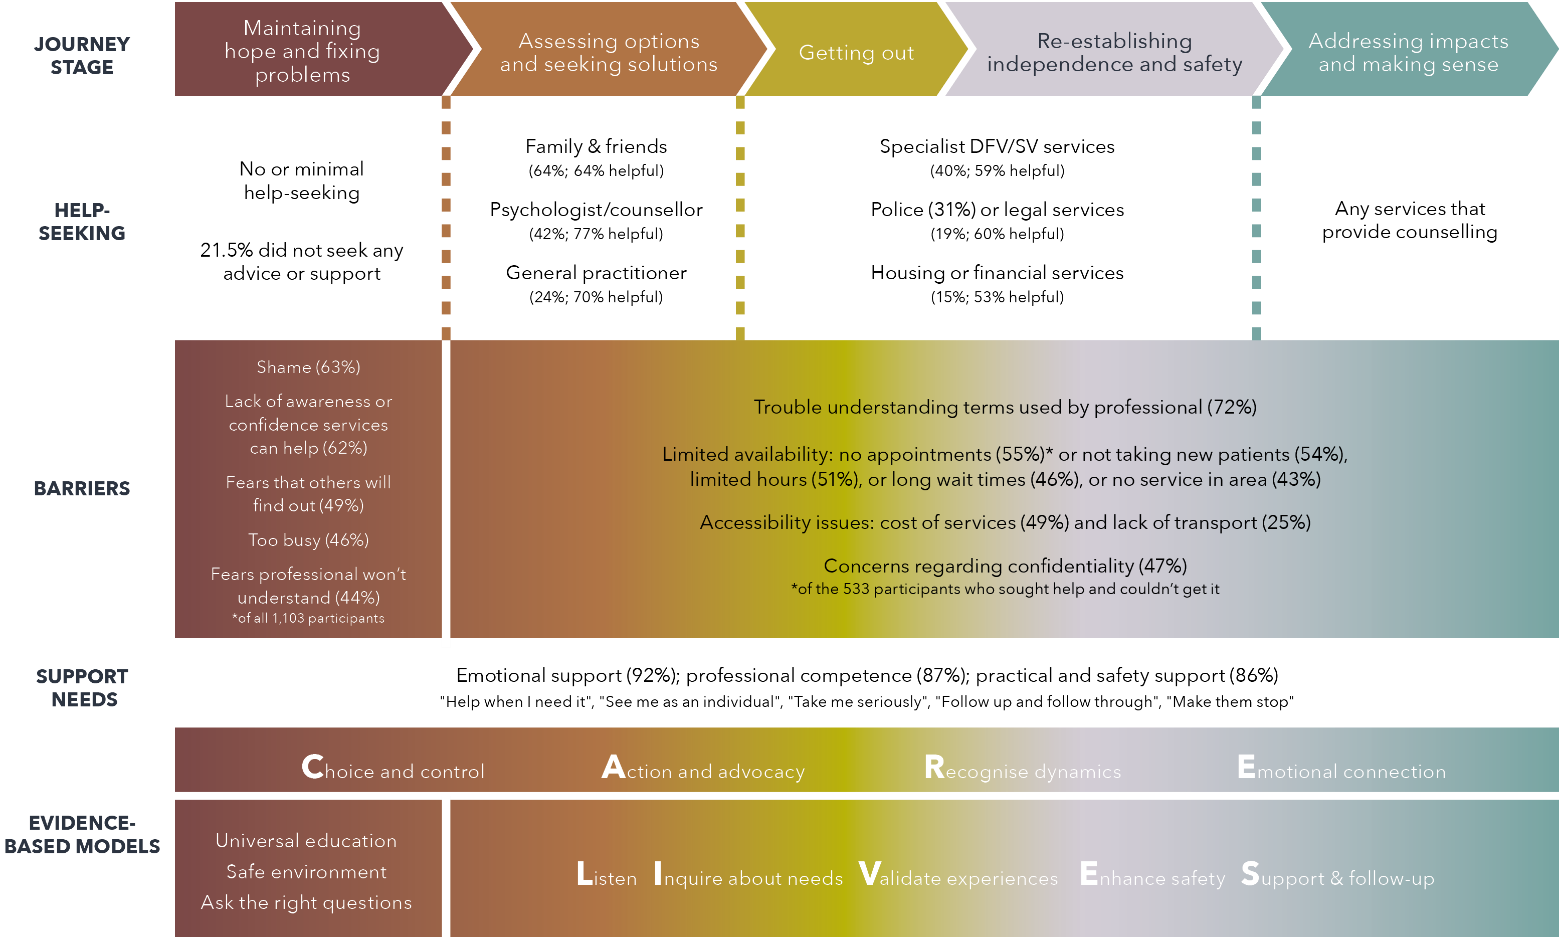 JOURNEY
STAGE
Maintaining
hope and fixing
problems
Assessing options
and seeking solutions
Getting out
Re-establishing
independence and safety
Addressing impacts
and making sense
HELP-
SEEKING
No or minimal
help-seeking
21.5% did not seek any
advice or support
Family & friends
(64%; 64% helpful)
Psychologist/counsellor
(42%; 77% helpful)
General practitioner
(24%; 70% helpful)
Specialist DFV/SV services
(40%; 59% helpful)
Police (31%) or legal services
(19%; 60% helpful)
Housing or financial services
(15%; 53% helpful)
Any services that
provide counselling
BARRIERS
Shame (63%)
Lack of awareness or
confidence services
can help (62%)
Fears that others will
find out (49%)
Too busy (46%)
Fears professional won't
understand (44%)
*of all 1,103 participants
Trouble understanding terms used by professional (72%)
Limited availability: no appointments (55%)* or not taking new patients (54%),
limited hours (51%), or long wait times (46%), or no service in area (43%)
Accessibility issues: cost of services (49%) and lack of transport (25%)
Concerns regarding confidentiality (47%)
*of the 533 participants who sought help and couldn't get it
SUPPORT
NEEDS
Emotional support (92%); professional competence (87%); practical and safety support (86%)
"Help when I need it", "See me as an individual", "Take me seriously", "Follow up and follow through", "Make them stop"
EVIDENCE-
BASED MODELS
Choice and control
Action and advocacy
Recognise dynamics
Emotional connection
Universal education
Safe environment
Ask the right questions
Listen Inquire about needs Validate experiences Enhance safety Support & follow-up